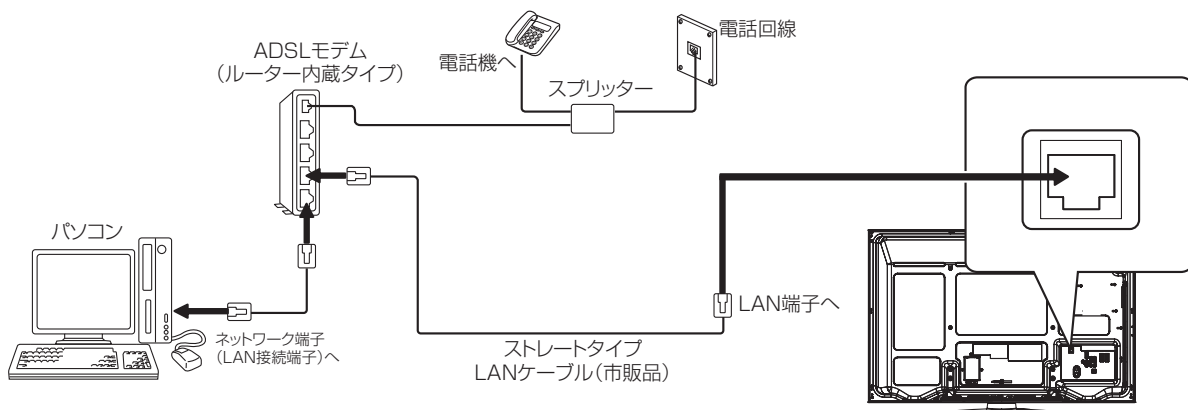 電話回線
電話機へ
ADSLモデム
（ルーター内蔵タイプ）
スプリッター
パソコン
LAN端子へ
ネットワーク端子
（LAN接続端子）へ
ストレートタイプ
LANケーブル（市販品）